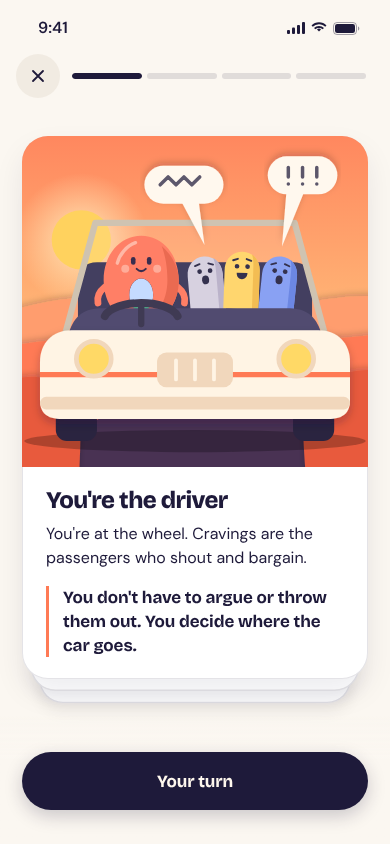 9:41
! ! !
You're the driver
You're at the wheel. Cravings are the
passengers who shout and bargain.
You don't have to argue or throw
them out. You decide where the
car goes.
Your turn